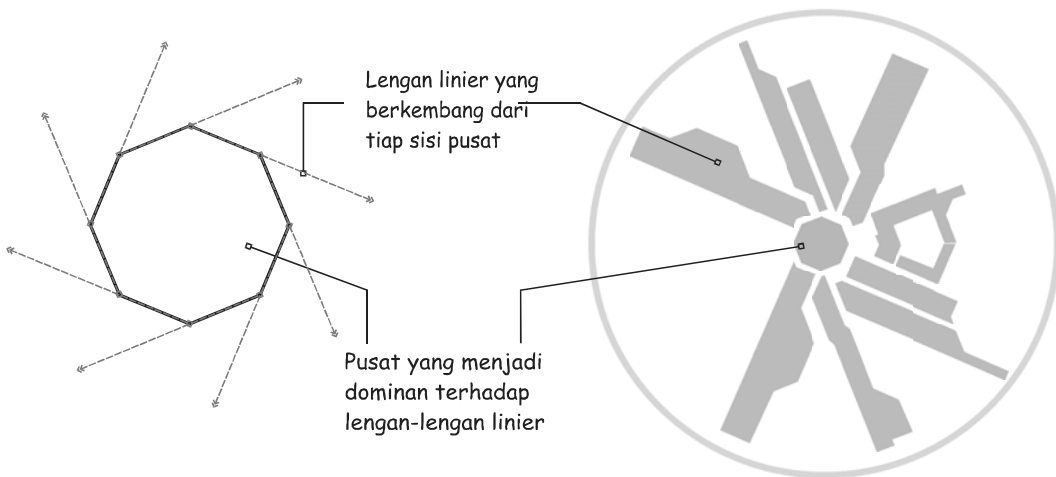 Lengan linier yang
berkembang dari
tiap sisi pusat
Pusat yang menjadi
dominan terhadap
lengan-lengan linier